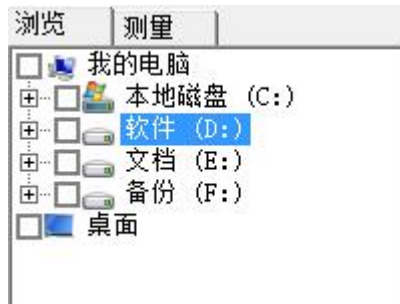 浏览 测量
我的电脑
本地磁盘 (C:)
软件 (D:)
文档 (E:)
备份 (F:)
桌面